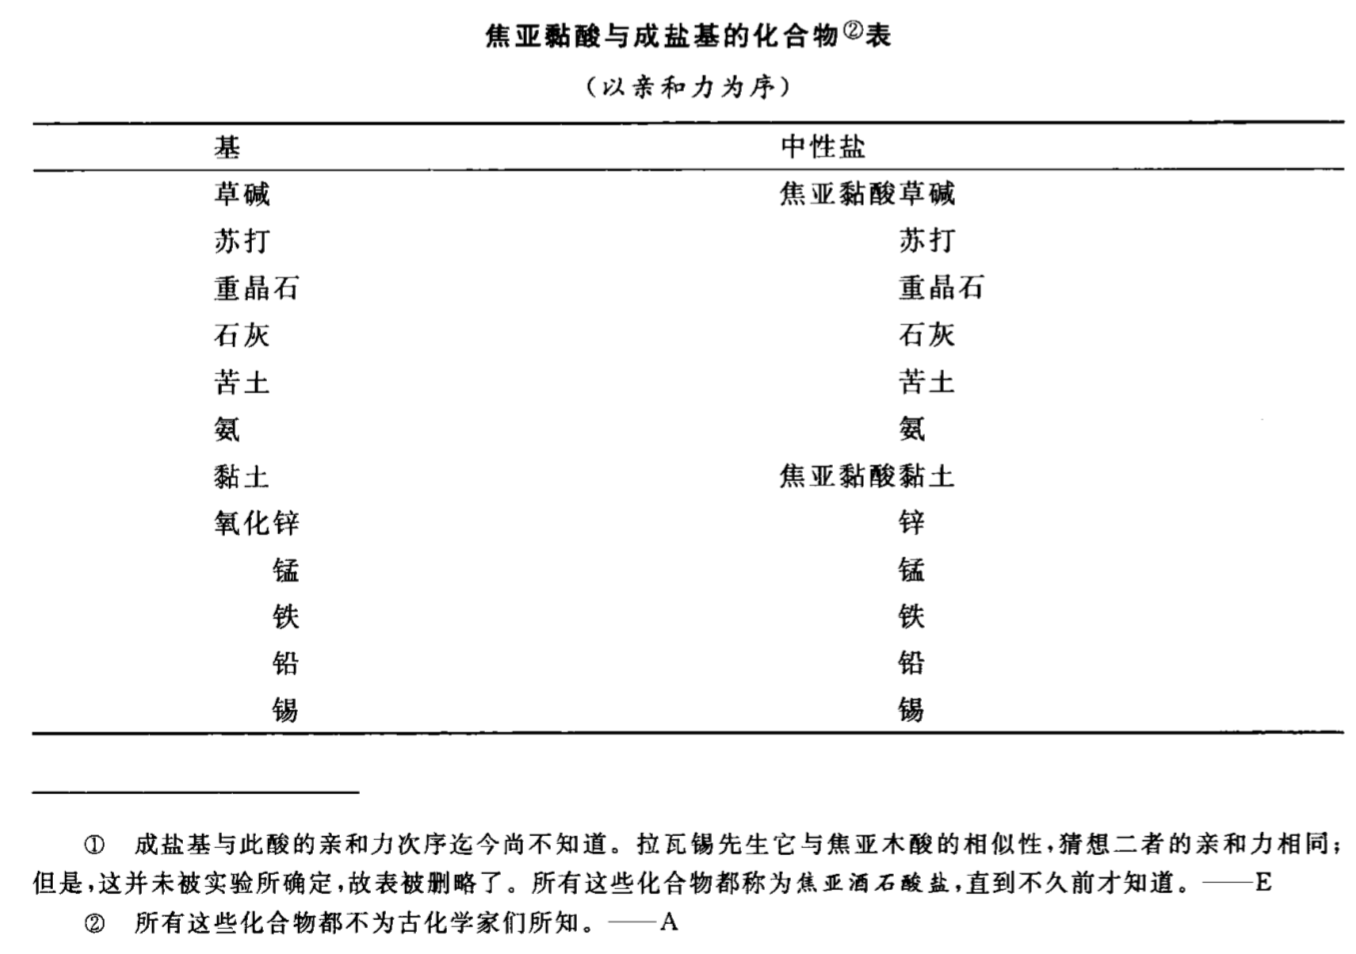 焦亚黏酸与成盐基的化合物②表
（以亲和力为序）
基 中性盐
草碱 焦亚黏酸草碱
苏打 苏打
重晶石 重晶石
石灰 石灰
苦土 苦土
氨 氨
黏土 焦亚黏酸黏土
氧化锌 锌
锰 锰
铁 铁
铅 铅
锡 锡
① 成盐基与此酸的亲和力次序迄今尚不知道。拉瓦锡先生它与焦亚木酸的相似性,猜想二者的亲和力相同;
但是,这并未被实验所确定,故表被删略了。所有这些化合物都称为焦亚酒石酸盐,直到不久前才知道。——E
② 所有这些化合物都不为古化学家们所知。——A